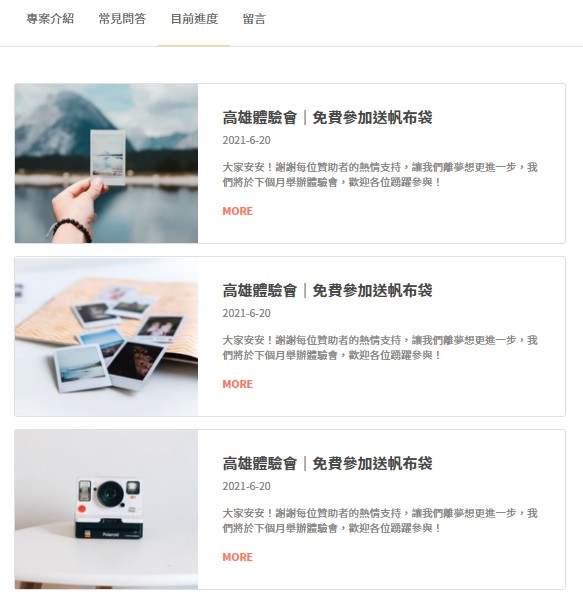 專案介紹 常見問答 目前進度 留言
高雄體驗會｜免費參加送帆布袋
2021-6-20
大家安安！謝謝每位贊助者的熱情支持，讓我們離夢想更進一步，我
們將於下個月舉辦體驗會，歡迎各位踴躍參與！
MORE
高雄體驗會｜免費參加送帆布袋
2021-6-20
大家安安！謝謝每位贊助者的熱情支持，讓我們離夢想更進一步，我
們將於下個月舉辦體驗會，歡迎各位踴躍參與！
MORE
高雄體驗會｜免費參加送帆布袋
2021-6-20
大家安安！謝謝每位贊助者的熱情支持，讓我們離夢想更進一步，我
們將於下個月舉辦體驗會，歡迎各位踴躍參與！
Polaroid
MORE